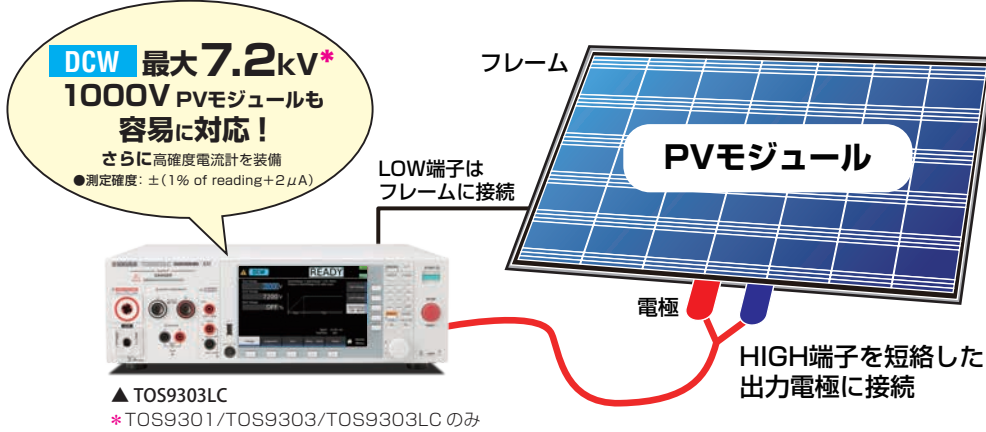 DCW 最大7.2kV*
1000V PVモジュールも
容易に対応!
さらに高確度電流計を装備
●測定確度:±(1% of reading+2μA)
フレーム
PVモジュール
LOW端子は
フレームに接続
DCW
READY
電極
HIGH端子を短絡した
出力電極に接続
▲ TOS9303LC
*TOS9301/TOS9303/TOS9303LC のみ